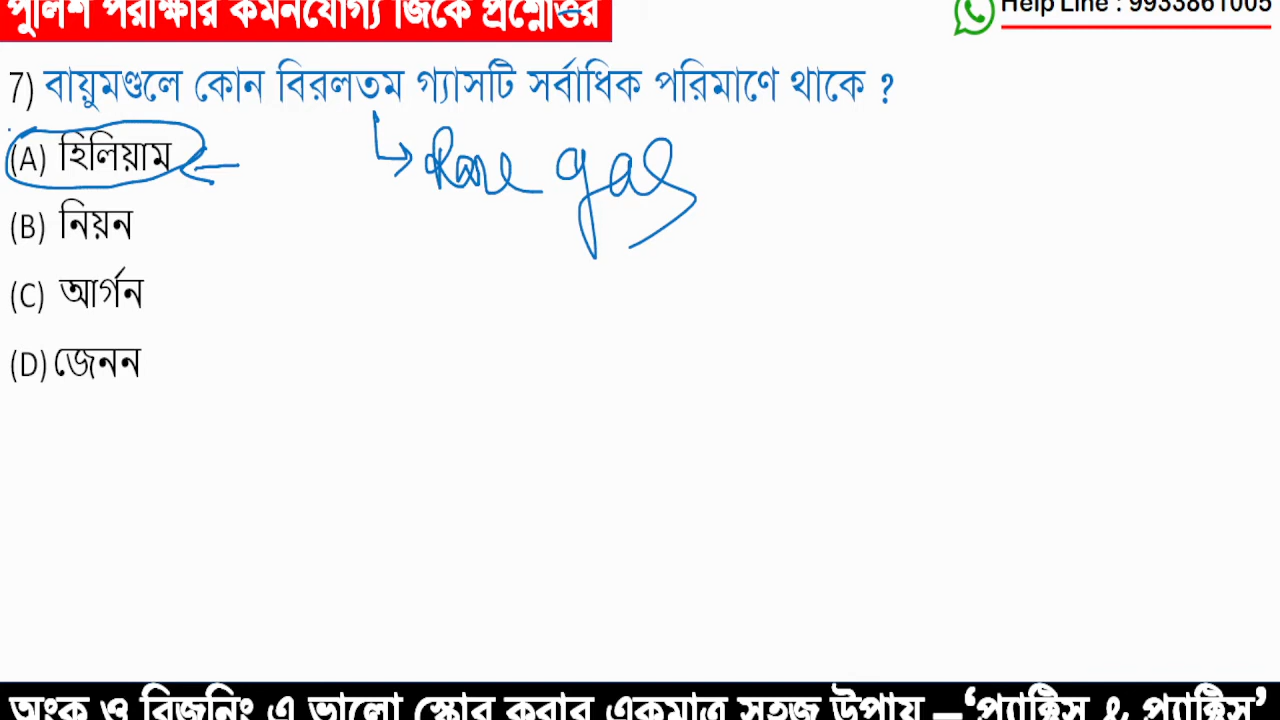 পুলিশ পরীক্ষার কমনযোগ্য জিকে প্রশ্নোত্তর
Help Line : 9933861005
7) বায়ুমণ্ডলে কোন বিরলতম গ্যাসটি সর্বাধিক পরিমাণে থাকে ?
Rare gas
(A) হিলিয়াম
(B) নিয়ন
(C) আর্গন
(D) জেনন
অংক ও রিজনিং এ ভালো স্কোর করার একমাত্র সহজ উপায় –‘প্র্যাক্টিস & প্র্যাক্টিস’